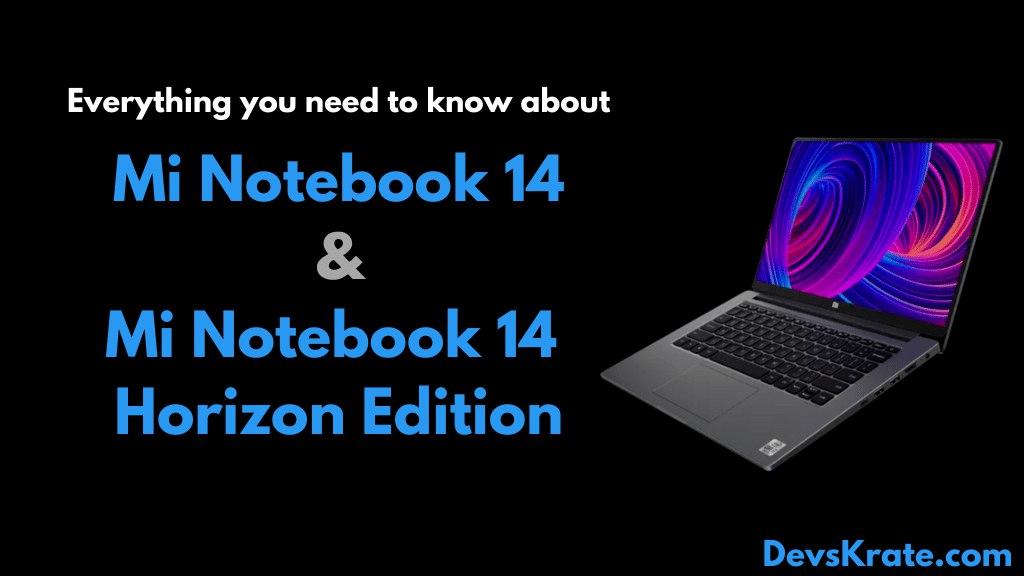 Everything you need to know about
Mi Notebook 14
&
Mi Notebook 14
Horizon Edition
DevsKrate.com